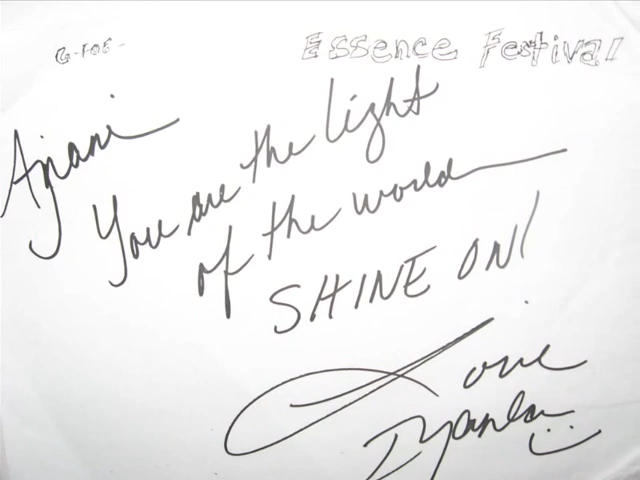 Essence Festival
Ajani
You are the light
of the world
SHINE ON!
Love
Iyanla